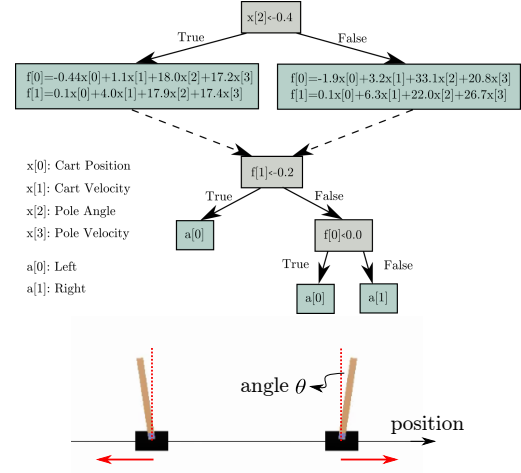 x[2]<-0.4
True
False
f[0]=-0.44x[0]+1.1x[1]+18.0x[2]+17.2x[3]
f[1]=0.1x[0]+4.0x[1]+17.9x[2]+17.4x[3]
f[0]=-1.9x[0]+3.2x[1]+33.1x[2]+20.8x[3]
f[1]=0.1x[0]+6.3x[1]+22.0x[2]+26.7x[3]
f[1]<-0.2
True
False
a[0]
f[0]<0.0
True
False
a[0]
a[1]
x[0]: Cart Position
x[1]: Cart Velocity
x[2]: Pole Angle
x[3]: Pole Velocity
a[0]: Left
a[1]: Right
angle θ
position